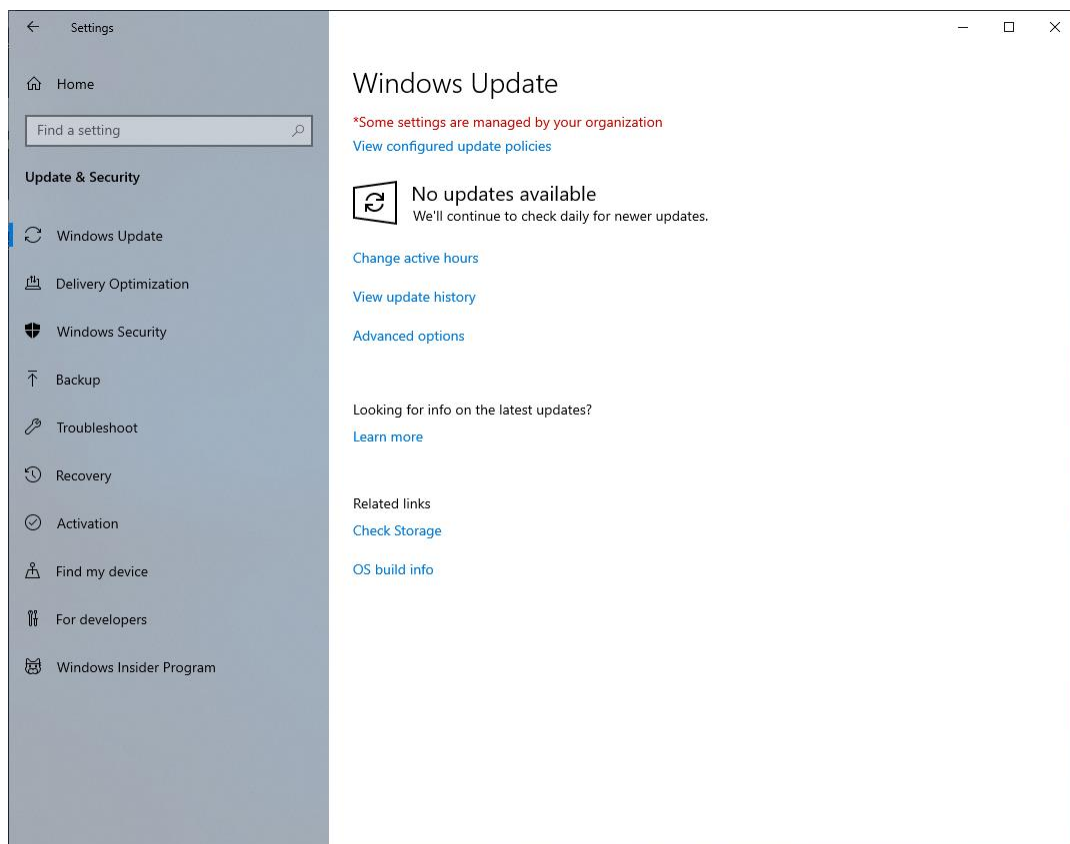 Settings
Home
Find a setting
Update & Security
Windows Update
Delivery Optimization
Windows Security
Backup
Troubleshoot
Recovery
Activation
Find my device
For developers
Windows Insider Program
Windows Update
*Some settings are managed by your organization
View configured update policies
No updates available
We'll continue to check daily for newer updates.
Change active hours
View update history
Advanced options
Looking for info on the latest updates?
Learn more
Related links
Check Storage
OS build info